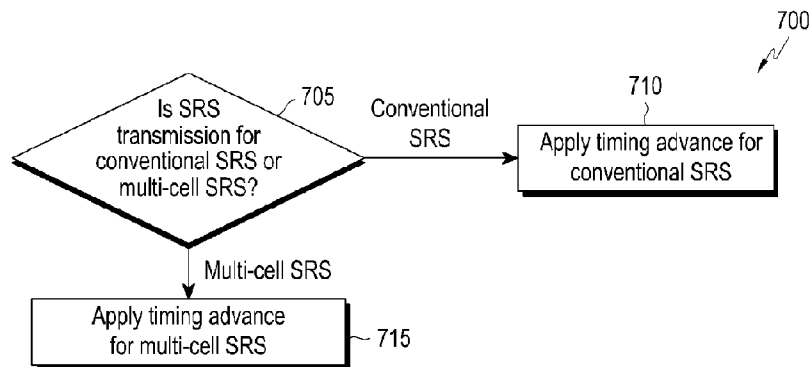 700
705
Is SRS
transmission for
conventional SRS or
multi-cell SRS?
Conventional
SRS
710
Apply timing advance for
conventional SRS
Multi-cell SRS
Apply timing advance
for multi-cell SRS
715